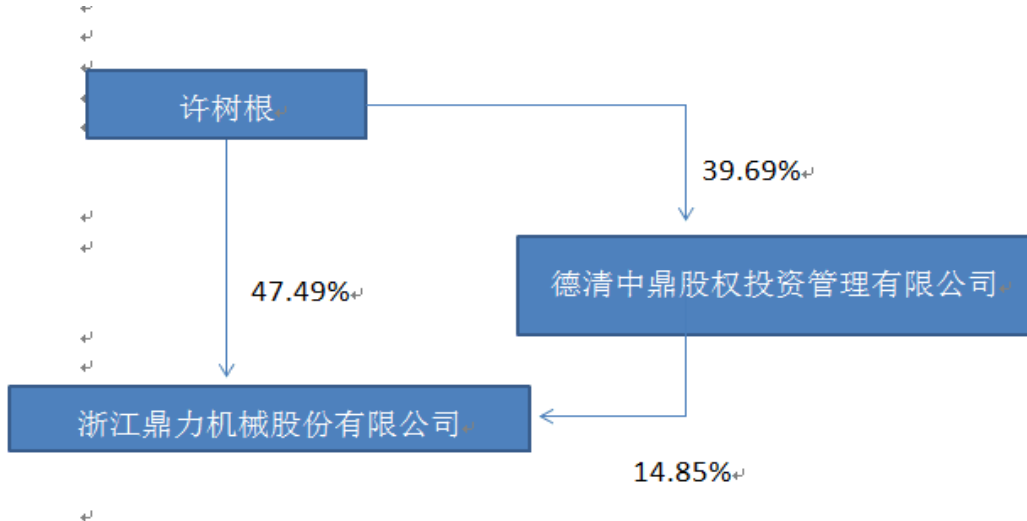 许树根
39.69%
德清中鼎股权投资管理有限公司
47.49%
浙江鼎力机械股份有限公司
14.85%